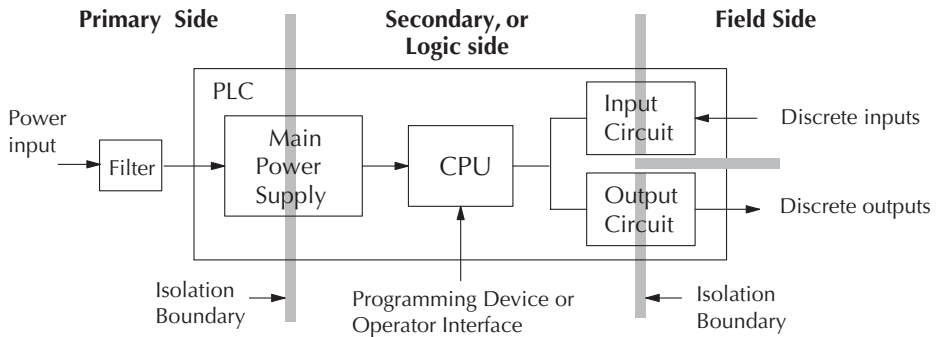 Primary Side
Secondary, or
Logic side
Field Side
PLC
Power
input
Filter
Main
Power
Supply
CPU
Input
Circuit
Discrete inputs
Output
Circuit
Discrete outputs
Isolation
Boundary
Programming Device or
Operator Interface
Isolation
Boundary